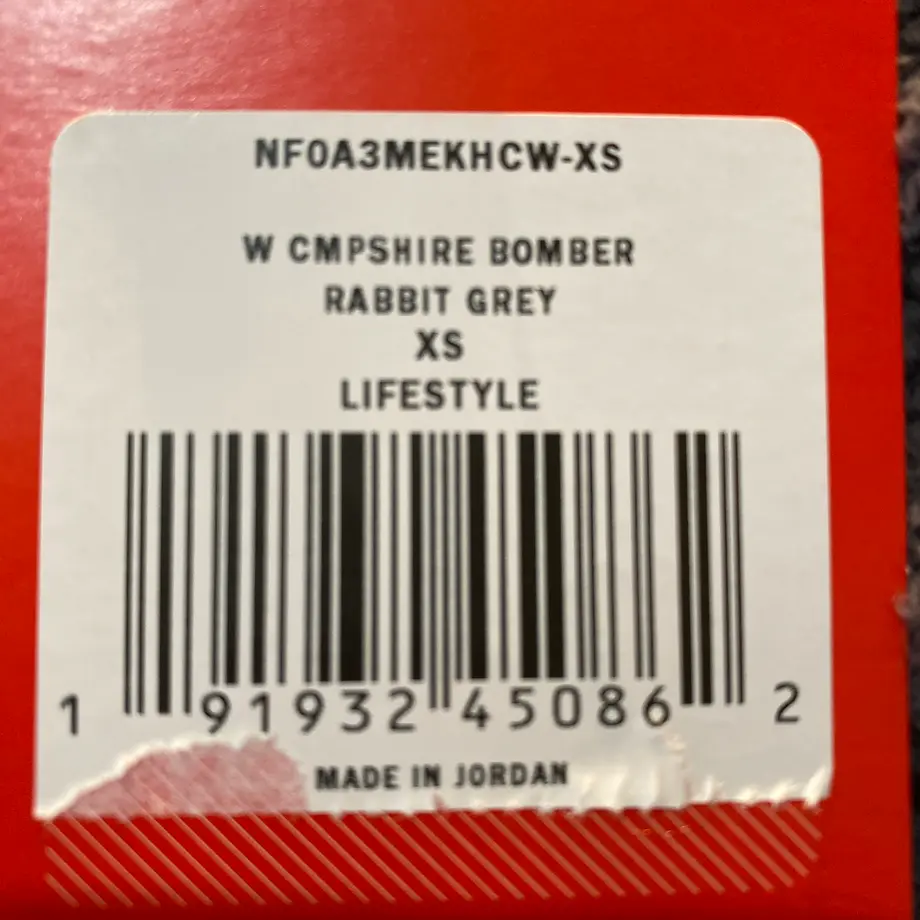 NF0A3MEKHCW-XS
W CMPSHIRE BOMBER
RABBIT GREY
XS
LIFESTYLE
1 91932 45086 2
MADE IN JORDAN